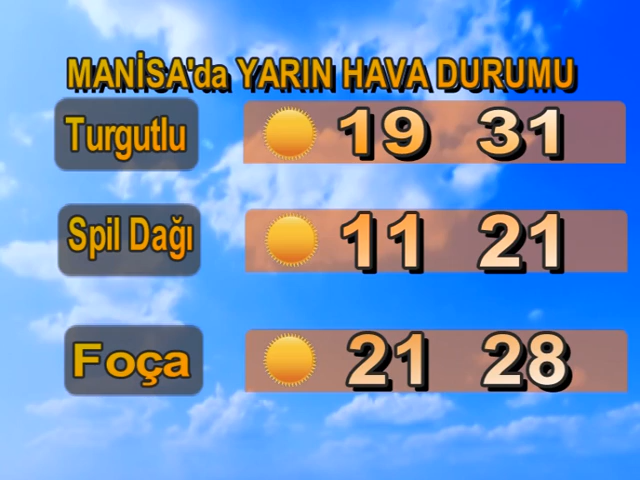 MANİSA'da YARIN HAVA DURUMU
Turgutlu 19 31
Spil Dağı 11 21
Foça 21 28